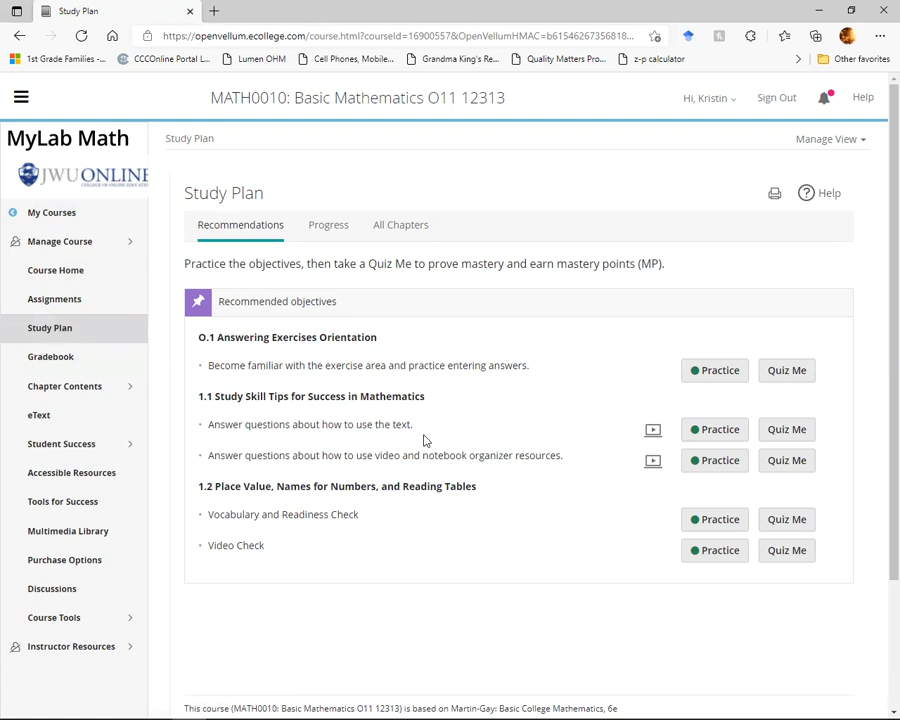 Study Plan
https://openvellum.ecollege.com/course.html?courseId=16900557&OpenVellumHMAC=b61546267356818...
1st Grade Families -...
CCCOnline Portal L...
Lumen OHM
Cell Phones, Mobile...
Grandma King's Re...
Quality Matters Pro...
z-p calculator
Other favorites
MATH0010: Basic Mathematics O11 12313
Hi, Kristin
Sign Out
Help
MyLab Math
Study Plan
Manage View
JWUONLINE
COLLEGE OF ONLINE EDUCATION
Study Plan
Help
My Courses
Manage Course
Course Home
Assignments
Study Plan
Gradebook
Chapter Contents
eText
Student Success
Accessible Resources
Tools for Success
Multimedia Library
Purchase Options
Discussions
Course Tools
Instructor Resources
Recommendations
Progress
All Chapters
Practice the objectives, then take a Quiz Me to prove mastery and earn mastery points (MP).
Recommended objectives
O.1 Answering Exercises Orientation
Become familiar with the exercise area and practice entering answers.
Practice
Quiz Me
1.1 Study Skill Tips for Success in Mathematics
Answer questions about how to use the text.
Practice
Quiz Me
Answer questions about how to use video and notebook organizer resources.
Practice
Quiz Me
1.2 Place Value, Names for Numbers, and Reading Tables
Vocabulary and Readiness Check
Practice
Quiz Me
Video Check
Practice
Quiz Me
This course (MATH0010: Basic Mathematics O11 12313) is based on Martin-Gay: Basic College Mathematics, 6e